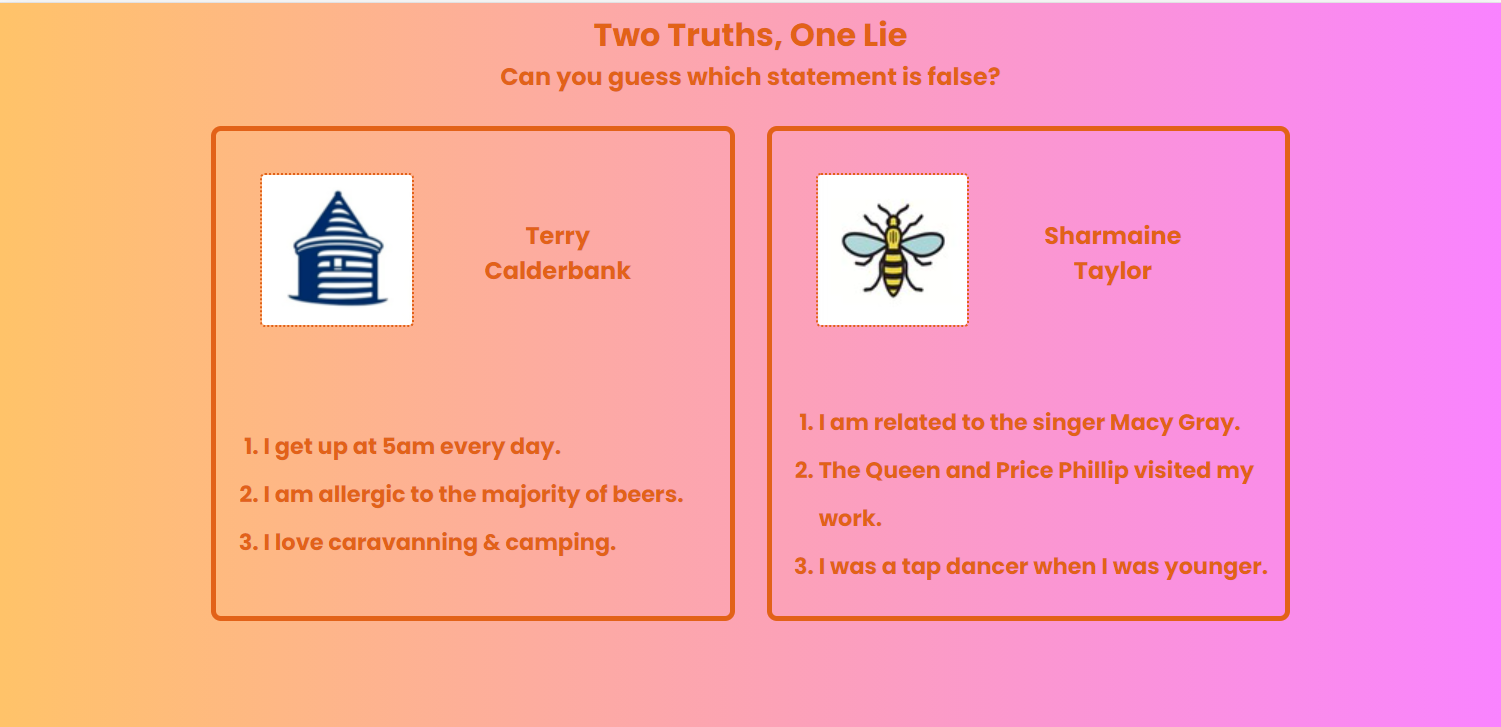 Two Truths, One Lie
Can you guess which statement is false?
Terry
Calderbank
1. I get up at 5am every day.
2. I am allergic to the majority of beers.
3. I love caravanning & camping.
Sharmaine
Taylor
1. I am related to the singer Macy Gray.
2. The Queen and Price Phillip visited my
work.
3. I was a tap dancer when I was younger.